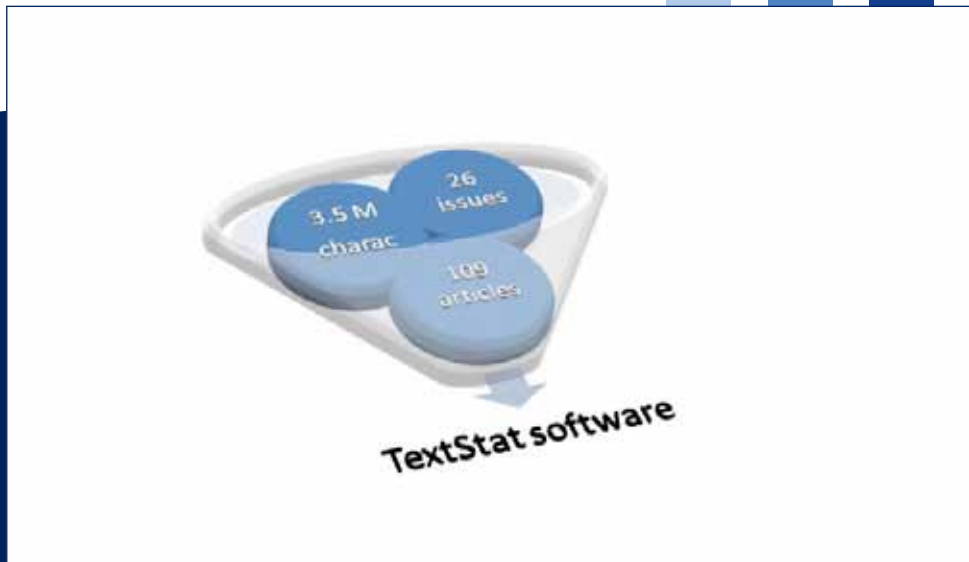 26
issues
3.5 M
charac
109
articles
TextStat software